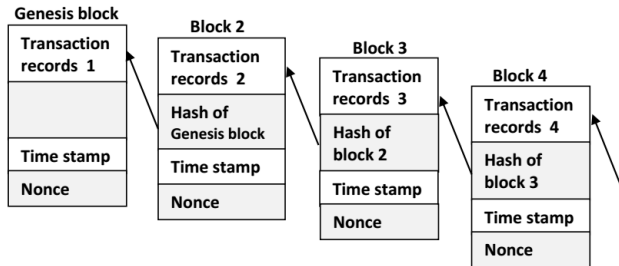 Genesis block
Transaction
records 1
Time stamp
Nonce
Block 2
Transaction
records 2
Hash of
Genesis block
Time stamp
Nonce
Block 3
Transaction
records 3
Hash of
block 2
Time stamp
Nonce
Block 4
Transaction
records 4
Hash of
block 3
Time stamp
Nonce